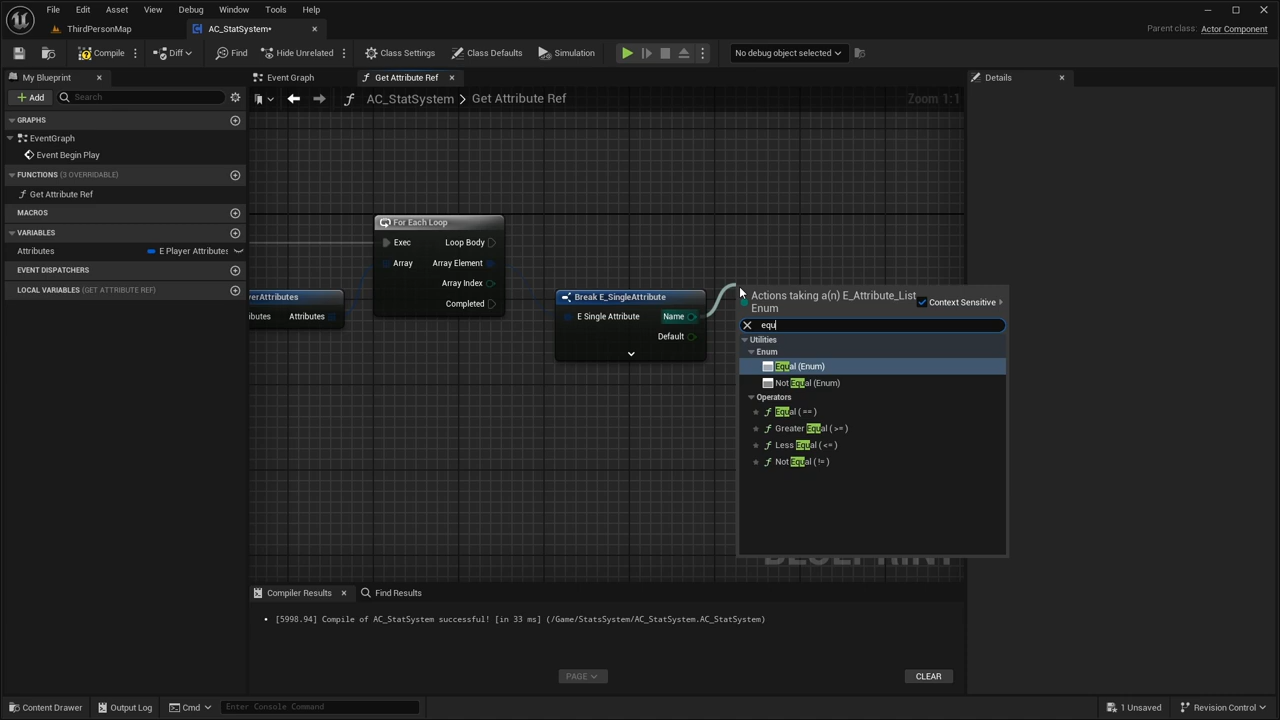 File Edit Asset View Debug Window Tools Help
ThirdPersonMap AC_StatSystem* Parent class: Actor Component
Compile Diff Find Hide Unrelated Class Settings Class Defaults Simulation No debug object selected
My Blueprint Event Graph Get Attribute Ref Details
Add Search AC_StatSystem > Get Attribute Ref Zoom 1:1
GRAPHS
EventGraph
Event Begin Play
FUNCTIONS (3 OVERRIDABLE)
Get Attribute Ref
MACROS
VARIABLES
Attributes E Player Attributes
EVENT DISPATCHERS
LOCAL VARIABLES (GET ATTRIBUTE REF)
For Each Loop
Exec Loop Body
Array Array Element
Array Index
Completed
erAttributes
ibutes Attributes
Break E_SingleAttribute
E Single Attribute Name
Default
Actions taking a(n) E_Attribute_List
Enum
Context Sensitive
equ
Utilities
Enum
Equal (Enum)
Not Equal (Enum)
Operators
Equal (==)
Greater Equal (>=)
Less Equal (<=)
Not Equal (!=)
BLUEPRINT
Compiler Results Find Results
[5998.94] Compile of AC_StatSystem successful! [in 33 ms] (/Game/StatsSystem/AC_StatSystem.AC_StatSystem)
PAGE CLEAR
Content Drawer Output Log Cmd Enter Console Command 1 Unsaved Revision Control